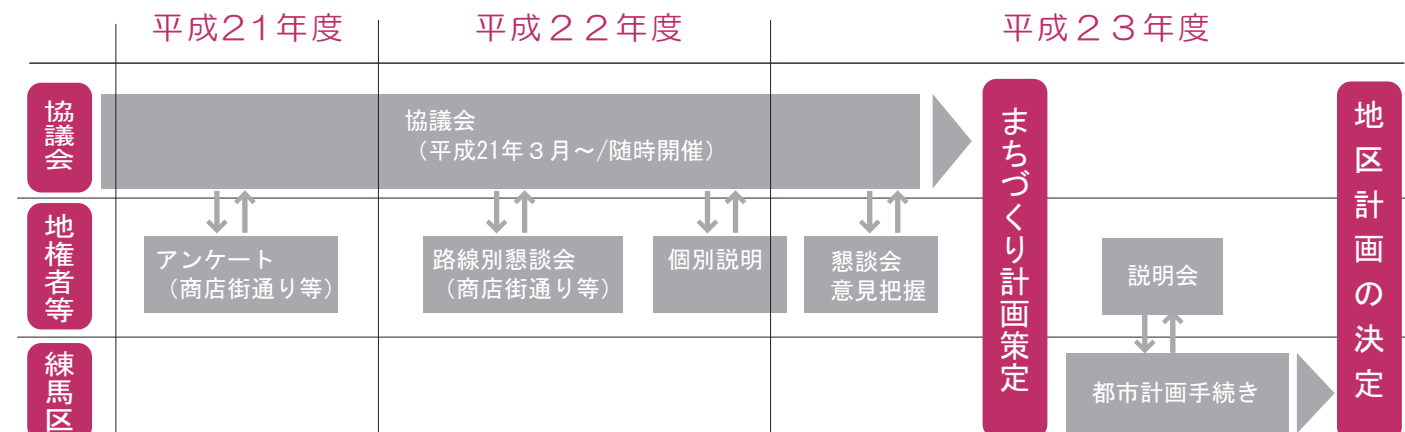 平成21年度
平成２２年度
平成２３年度
協議会
協議会
（平成21年３月～/随時開催）
まちづくり計画策定
地区計画の決定
地権者等
アンケート
（商店街通り等）
路線別懇談会
（商店街通り等）
個別説明
懇談会
意見把握
説明会
練馬区
都市計画手続き